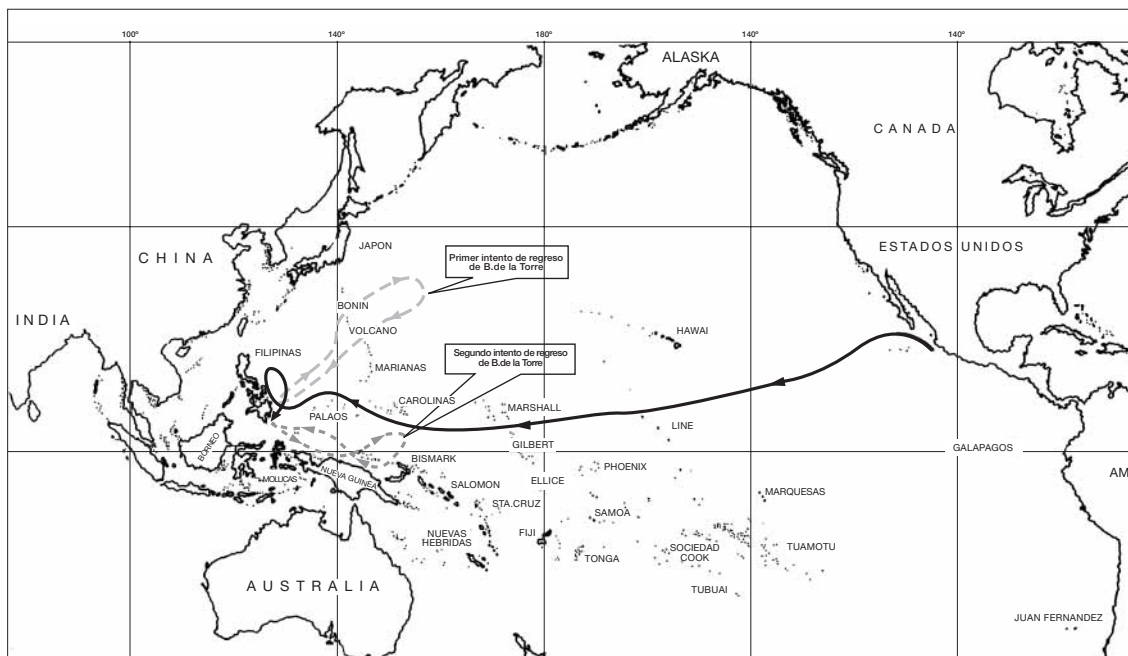 100º
140º
180º
140º
140º
ALASKA
CANADA
JAPON
CHINA
ESTADOS UNIDOS
Primer intento de regreso
de B.de la Torre
BONIN
INDIA
VOLCANO
HAWAI
FILIPINAS
Segundo intento de regreso
de B.de la Torre
MARIANAS
CAROLINAS
MARSHALL
PALAOS
LINE
GILBERT
BORNEO
GALAPAGOS
BISMARK
PHOENIX
AM
MOLUCAS
NUEVA GUINEA
ELLICE
SALOMON
MARQUESAS
STA.CRUZ
SAMOA
FIJI
NUEVAS
HEBRIDAS
SOCIEDAD
COOK
TUAMOTU
TONGA
AUSTRALIA
TUBUAI
JUAN FERNANDEZ